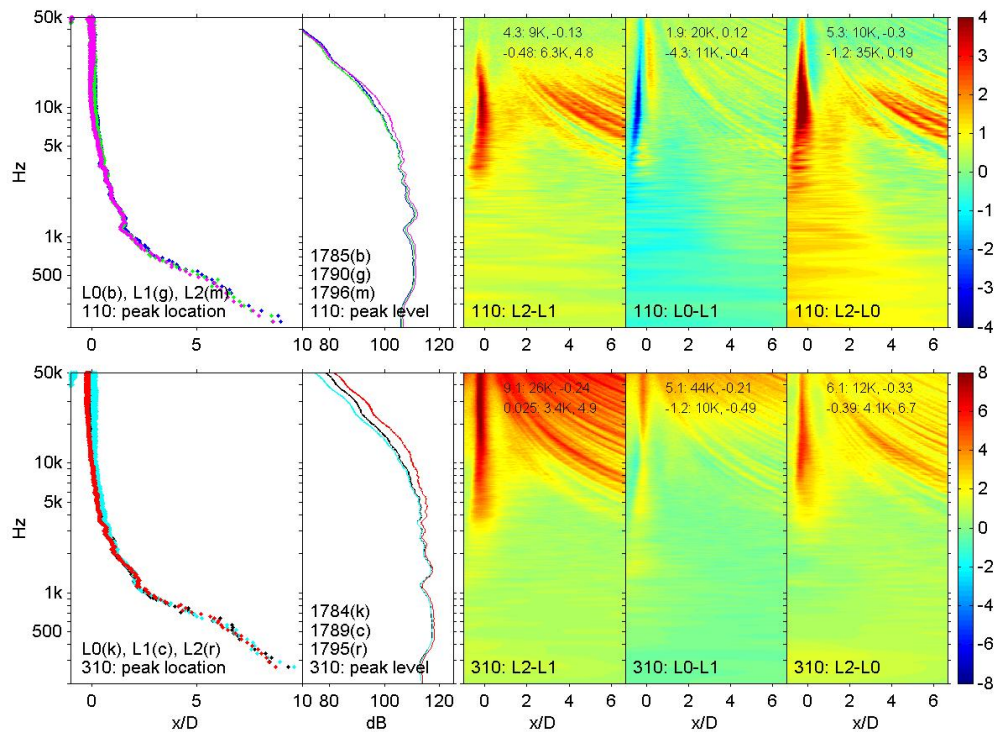 50k
10k
5k
1k
500
Hz
L0(b), L1(g), L2(m)
110: peak location
1785(b)
1790(g)
1796(m)
110: peak level
4.3: 9K, -0.13
-0.48: 6.3K, 4.8
110: L2-L1
1.9: 20K, 0.12
-4.3: 11K, -0.4
110: L0-L1
5.3: 10K, -0.3
-1.2: 35K, 0.19
110: L2-L0
4
3
2
1
0
-1
-2
-3
-4
0 5 10 80 100 120 0 2 4 6 0 2 4 6 0 2 4 6
50k
10k
5k
1k
500
Hz
L0(k), L1(c), L2(r)
310: peak location
1784(k)
1789(c)
1795(r)
310: peak level
9.1: 26K, -0.24
0.025: 3.4K, 4.9
310: L2-L1
5.1: 44K, -0.21
-1.2: 10K, -0.49
310: L0-L1
6.1: 12K, -0.33
-0.39: 4.1K, 6.7
310: L2-L0
8
6
4
2
0
-2
-4
-6
-8
0 5 10 80 100 120 0 2 4 6 0 2 4 6 0 2 4 6
x/D dB x/D x/D x/D